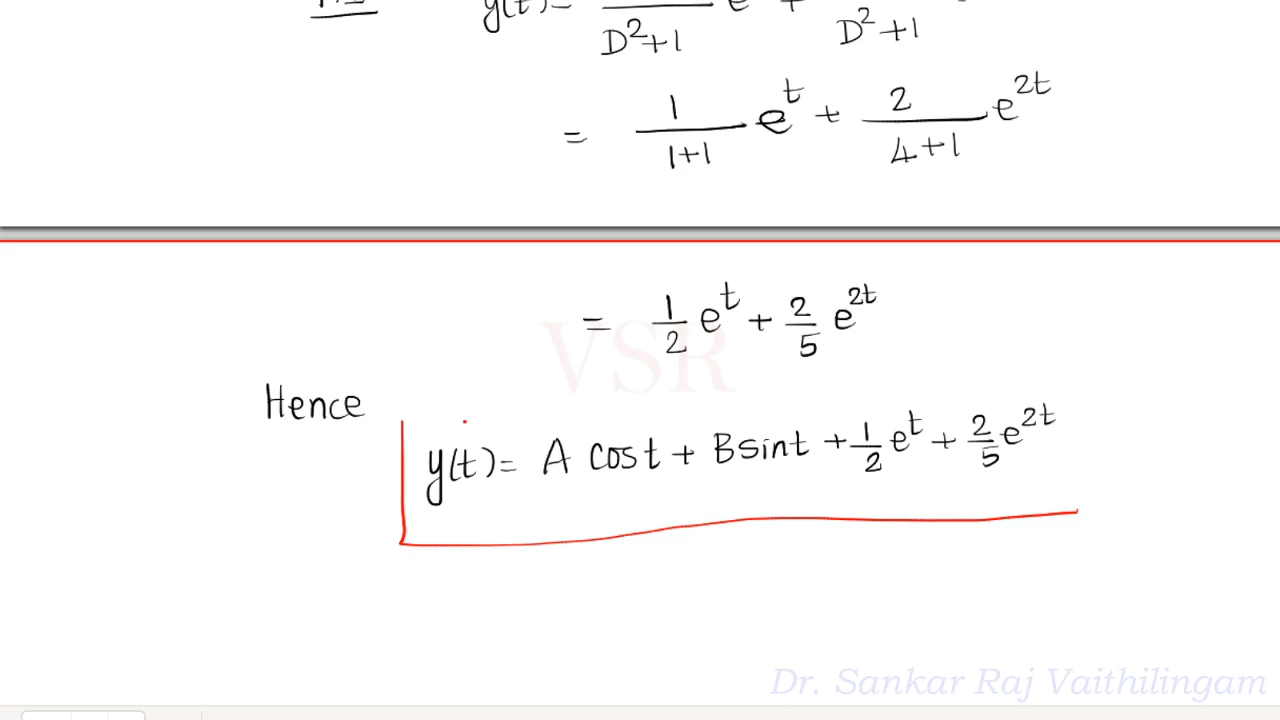 y(t)= e + 
D²+1 D²+1
= 1/(1+1) e^t + 2/(4+1) e^{2t}
= 1/2 e^t + 2/5 e^{2t}
VSR
Hence
y(t)= A cost + Bsint + 1/2 e^t + 2/5 e^{2t}
Dr. Sankar Raj Vaithilingam